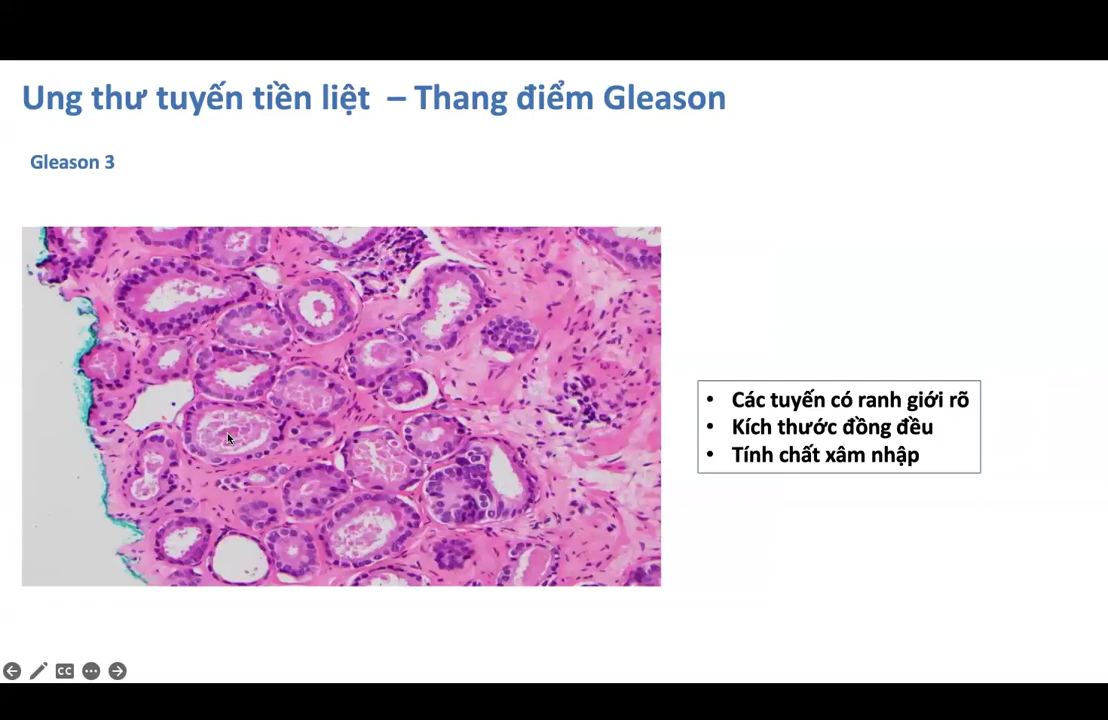 Ung thư tuyến tiền liệt – Thang điểm Gleason
Gleason 3
• Các tuyến có ranh giới rõ
• Kích thước đồng đều
• Tính chất xâm nhập
CC